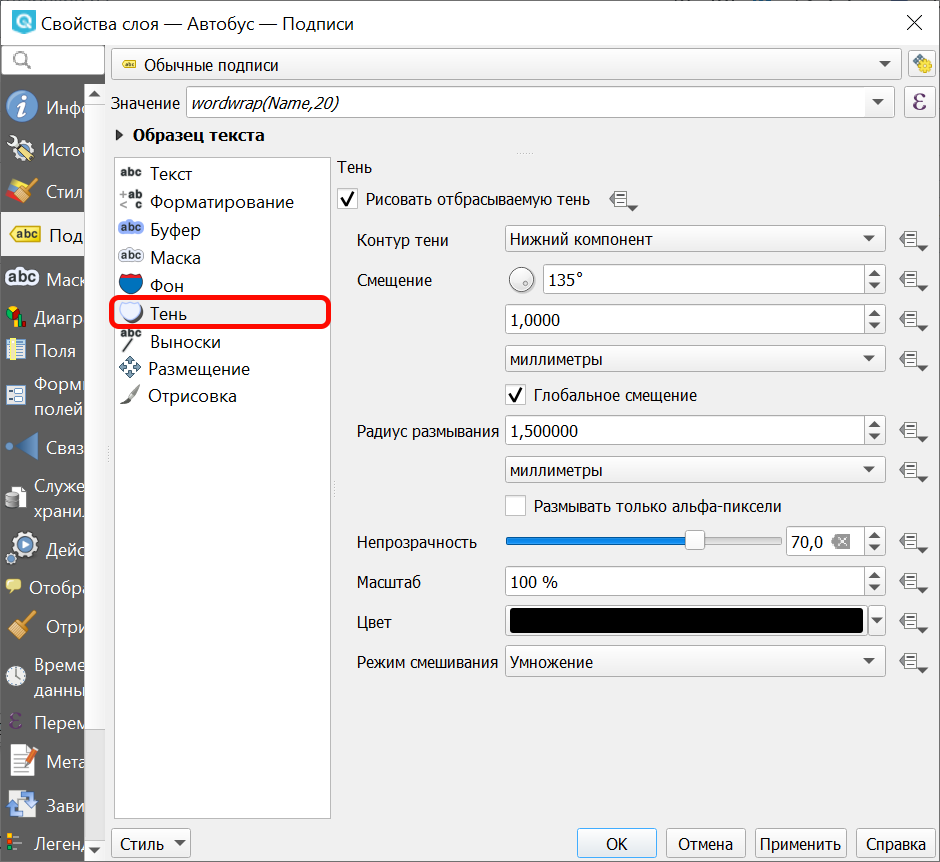 Свойства слоя — Автобус — Подписи
Обычные подписи
Значение wordwrap(Name,20) ε
Образец текста
Инфо
Источ
Стил
Под
Маск
Диагр
Поля
Форми
полей
Связ
Служе
храни
Дейс
Отобра
Отри
Време
данны
Перем
Мета
Зави
Леген
Текст
Форматирование
Буфер
Маска
Фон
Тень
Выноски
Размещение
Отрисовка
Тень
Рисовать отбрасываемую тень
Контур тени Нижний компонент
Смещение 135°
1,0000
миллиметры
Глобальное смещение
Радиус размывания 1,500000
миллиметры
Размывать только альфа-пиксели
Непрозрачность 70,0
Масштаб 100 %
Цвет
Режим смешивания Умножение
Стиль OK Отмена Применить Справка